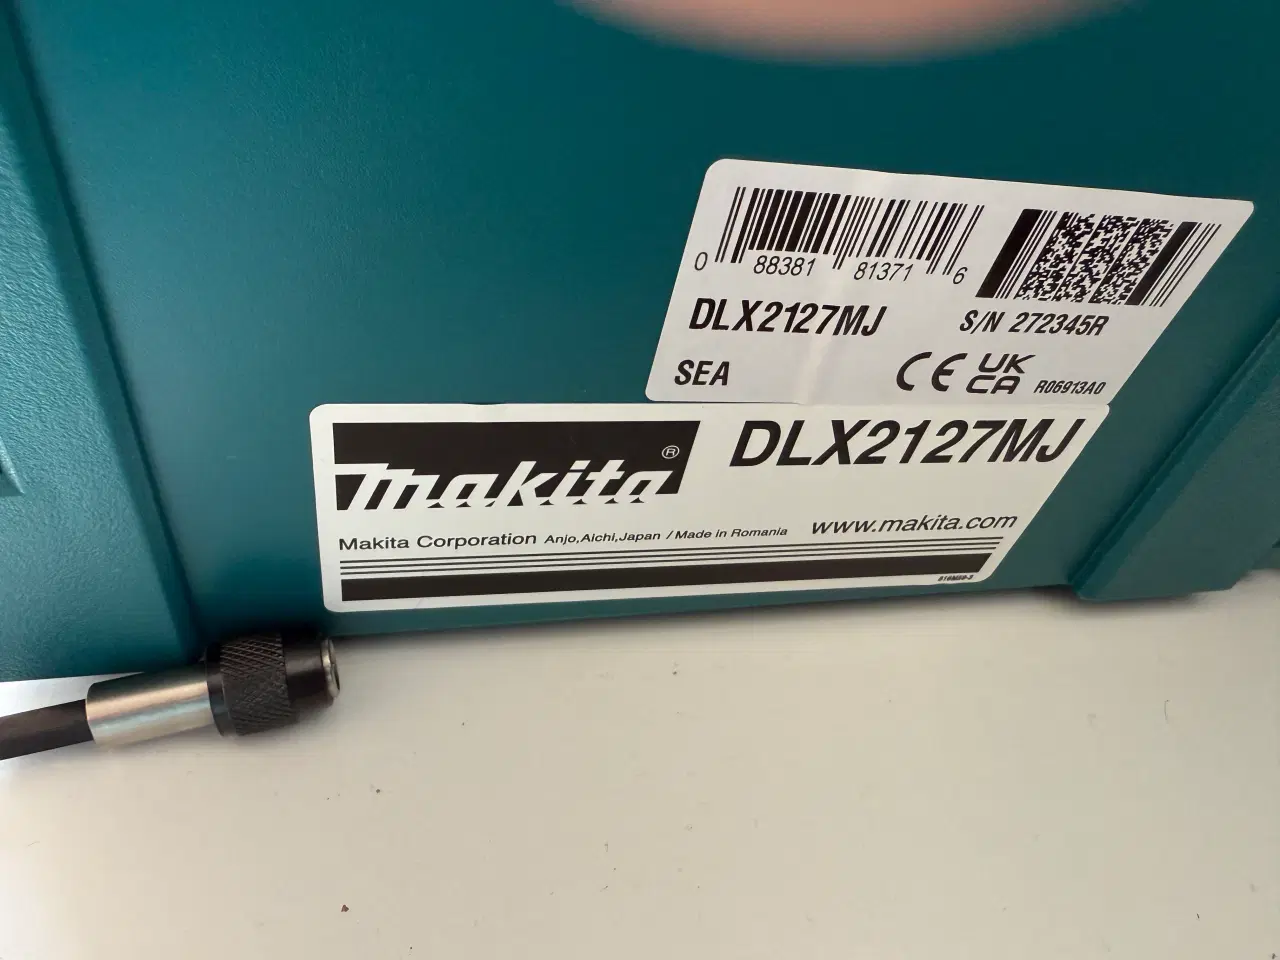 0 88381 81371 6
DLX2127MJ
S/N 272345R
SEA
CE UK CA
R06913A0
makita®
DLX2127MJ
Makita Corporation Anjo,Aichi,Japan / Made in Romania
www.makita.com